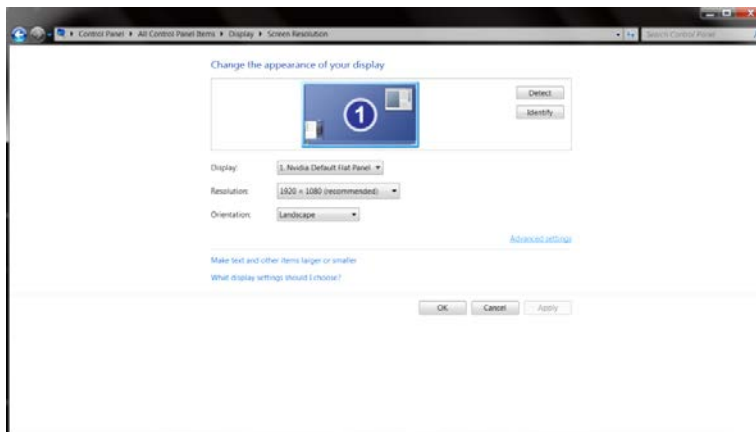 Control Panel ▸ All Control Panel Items ▸ Display ▸ Screen Resolution
Search Control Panel
Change the appearance of your display
1
Detect
Identify
Display: 1. Nvidia Default Flat Panel
Resolution: 1920 × 1080 (recommended)
Orientation: Landscape
Advanced settings
Make text and other items larger or smaller
What display settings should I choose?
OK Cancel Apply